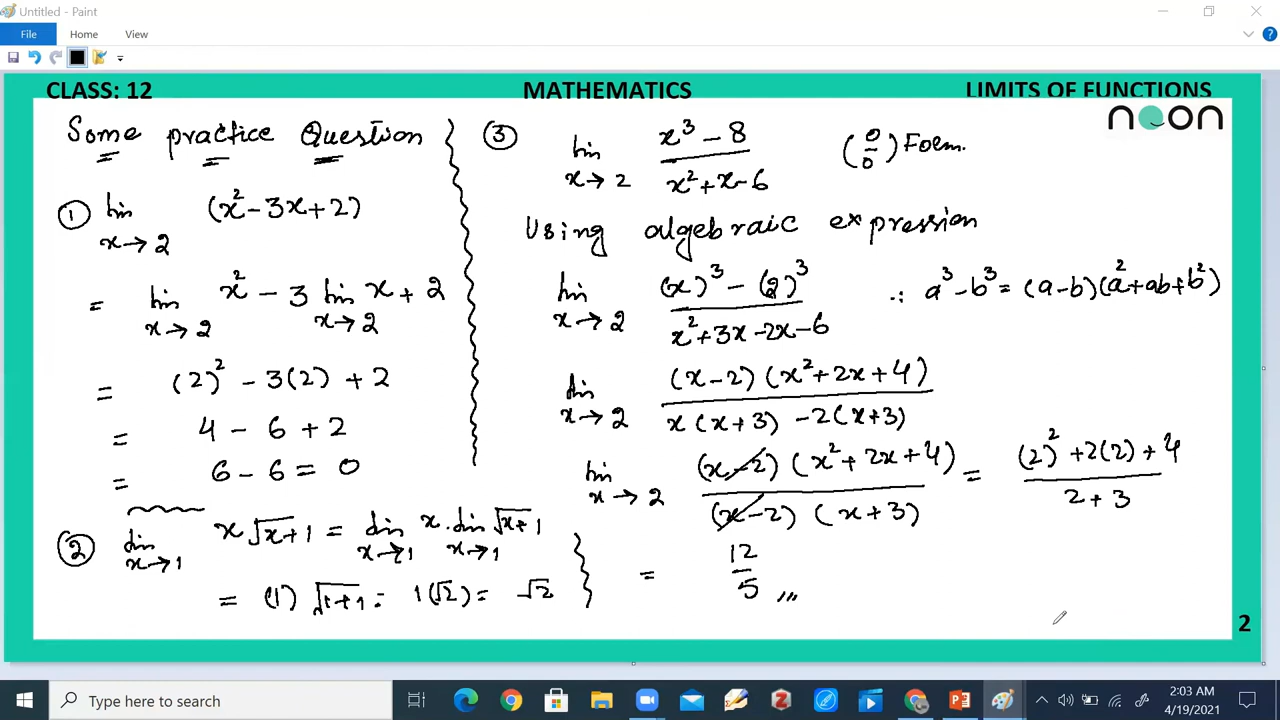 Untitled - Paint
File Home View
CLASS: 12 MATHEMATICS LIMITS OF FUNCTIONS
noon
Some practice Question
① lim x→2 (x² - 3x + 2)
= lim x→2 x² - 3 lim x→2 x + 2
= (2)² - 3(2) + 2
= 4 - 6 + 2
= 6 - 6 = 0
② lim x→1 x √x+1 = lim x→1 x . lim x→1 √x+1
= (1) √1+1 = 1(√2) = √2
③ lim x→2 (x³ - 8)/(x² + x - 6) (0/0) Form.
Using algebraic expression
lim x→2 ((x)³ - (2)³)/(x² + 3x - 2x - 6) ∴ a³ - b³ = (a-b)(a² + ab + b²)
lim x→2 ((x-2)(x² + 2x + 4))/(x(x+3) - 2(x+3))
lim x→2 ((x-2)(x² + 2x + 4))/((x-2)(x+3)) = ((2)² + 2(2) + 4)/(2+3)
= 12/5
2
Type here to search
2:03 AM
4/19/2021